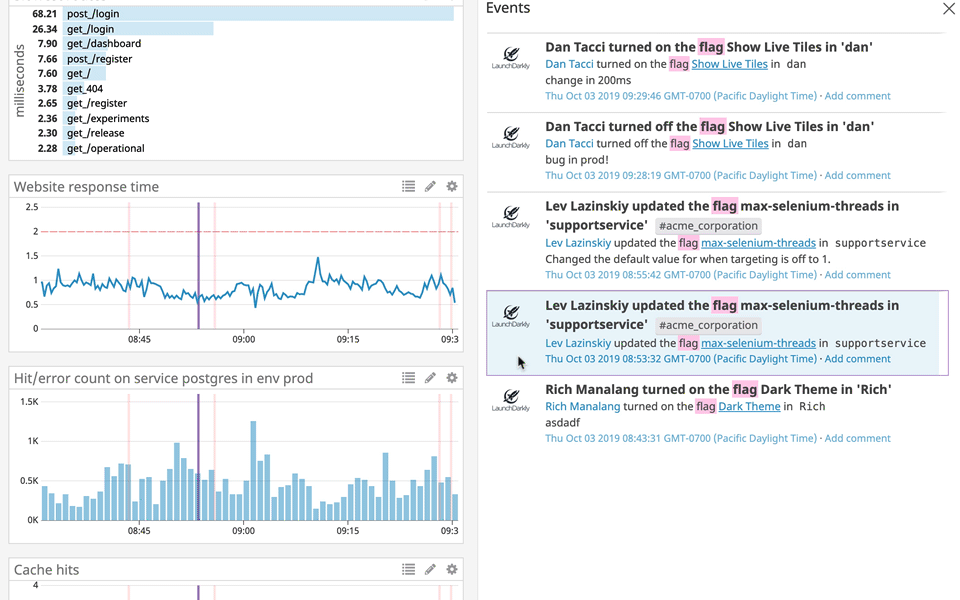 milliseconds
68.21 post_/login
26.34 get_/login
7.90 get_/dashboard
7.66 post_/register
7.60 get_/
3.78 get_404
2.65 get_/register
2.36 get_/experiments
2.30 get_/release
2.28 get_/operational
Website response time
2.5
2
1.5
1
0.5
0
08:45 09:00 09:15 09:3
Hit/error count on service postgres in env prod
1.5K
1K
0.5K
0K
08:45 09:00 09:15 09:3
Cache hits
4
Events
LaunchDarkly
Dan Tacci turned on the flag Show Live Tiles in 'dan'
Dan Tacci turned on the flag Show Live Tiles in dan
change in 200ms
Thu Oct 03 2019 09:29:46 GMT-0700 (Pacific Daylight Time) · Add comment
LaunchDarkly
Dan Tacci turned off the flag Show Live Tiles in 'dan'
Dan Tacci turned off the flag Show Live Tiles in dan
bug in prod!
Thu Oct 03 2019 09:28:19 GMT-0700 (Pacific Daylight Time) · Add comment
LaunchDarkly
Lev Lazinskiy updated the flag max-selenium-threads in
'supportservice' #acme_corporation
Lev Lazinskiy updated the flag max-selenium-threads in supportservice
Changed the default value for when targeting is off to 1.
Thu Oct 03 2019 08:55:42 GMT-0700 (Pacific Daylight Time) · Add comment
LaunchDarkly
Lev Lazinskiy updated the flag max-selenium-threads in
'supportservice' #acme_corporation
Lev Lazinskiy updated the flag max-selenium-threads in supportservice
Thu Oct 03 2019 08:53:32 GMT-0700 (Pacific Daylight Time) · Add comment
LaunchDarkly
Rich Manalang turned on the flag Dark Theme in 'Rich'
Rich Manalang turned on the flag Dark Theme in Rich
asdadf
Thu Oct 03 2019 08:43:31 GMT-0700 (Pacific Daylight Time) · Add comment